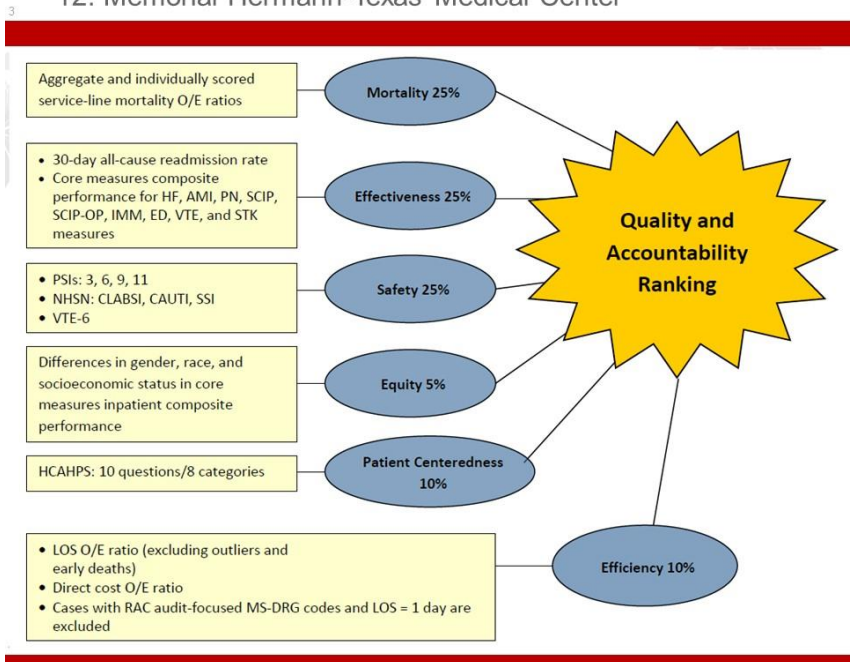 3
12. Memorial Hermann-Texas Medical Center
Aggregate and individually scored
service-line mortality O/E ratios
Mortality 25%
• 30-day all-cause readmission rate
• Core measures composite
performance for HF, AMI, PN, SCIP,
SCIP-OP, IMM, ED, VTE, and STK
measures
Effectiveness 25%
• PSIs: 3, 6, 9, 11
• NHSN: CLABSI, CAUTI, SSI
• VTE-6
Safety 25%
Differences in gender, race, and
socioeconomic status in core
measures inpatient composite
performance
Equity 5%
HCAHPS: 10 questions/8 categories
Patient Centeredness
10%
• LOS O/E ratio (excluding outliers and
early deaths)
• Direct cost O/E ratio
• Cases with RAC audit-focused MS-DRG codes and LOS = 1 day are
excluded
Efficiency 10%
Quality and
Accountability
Ranking